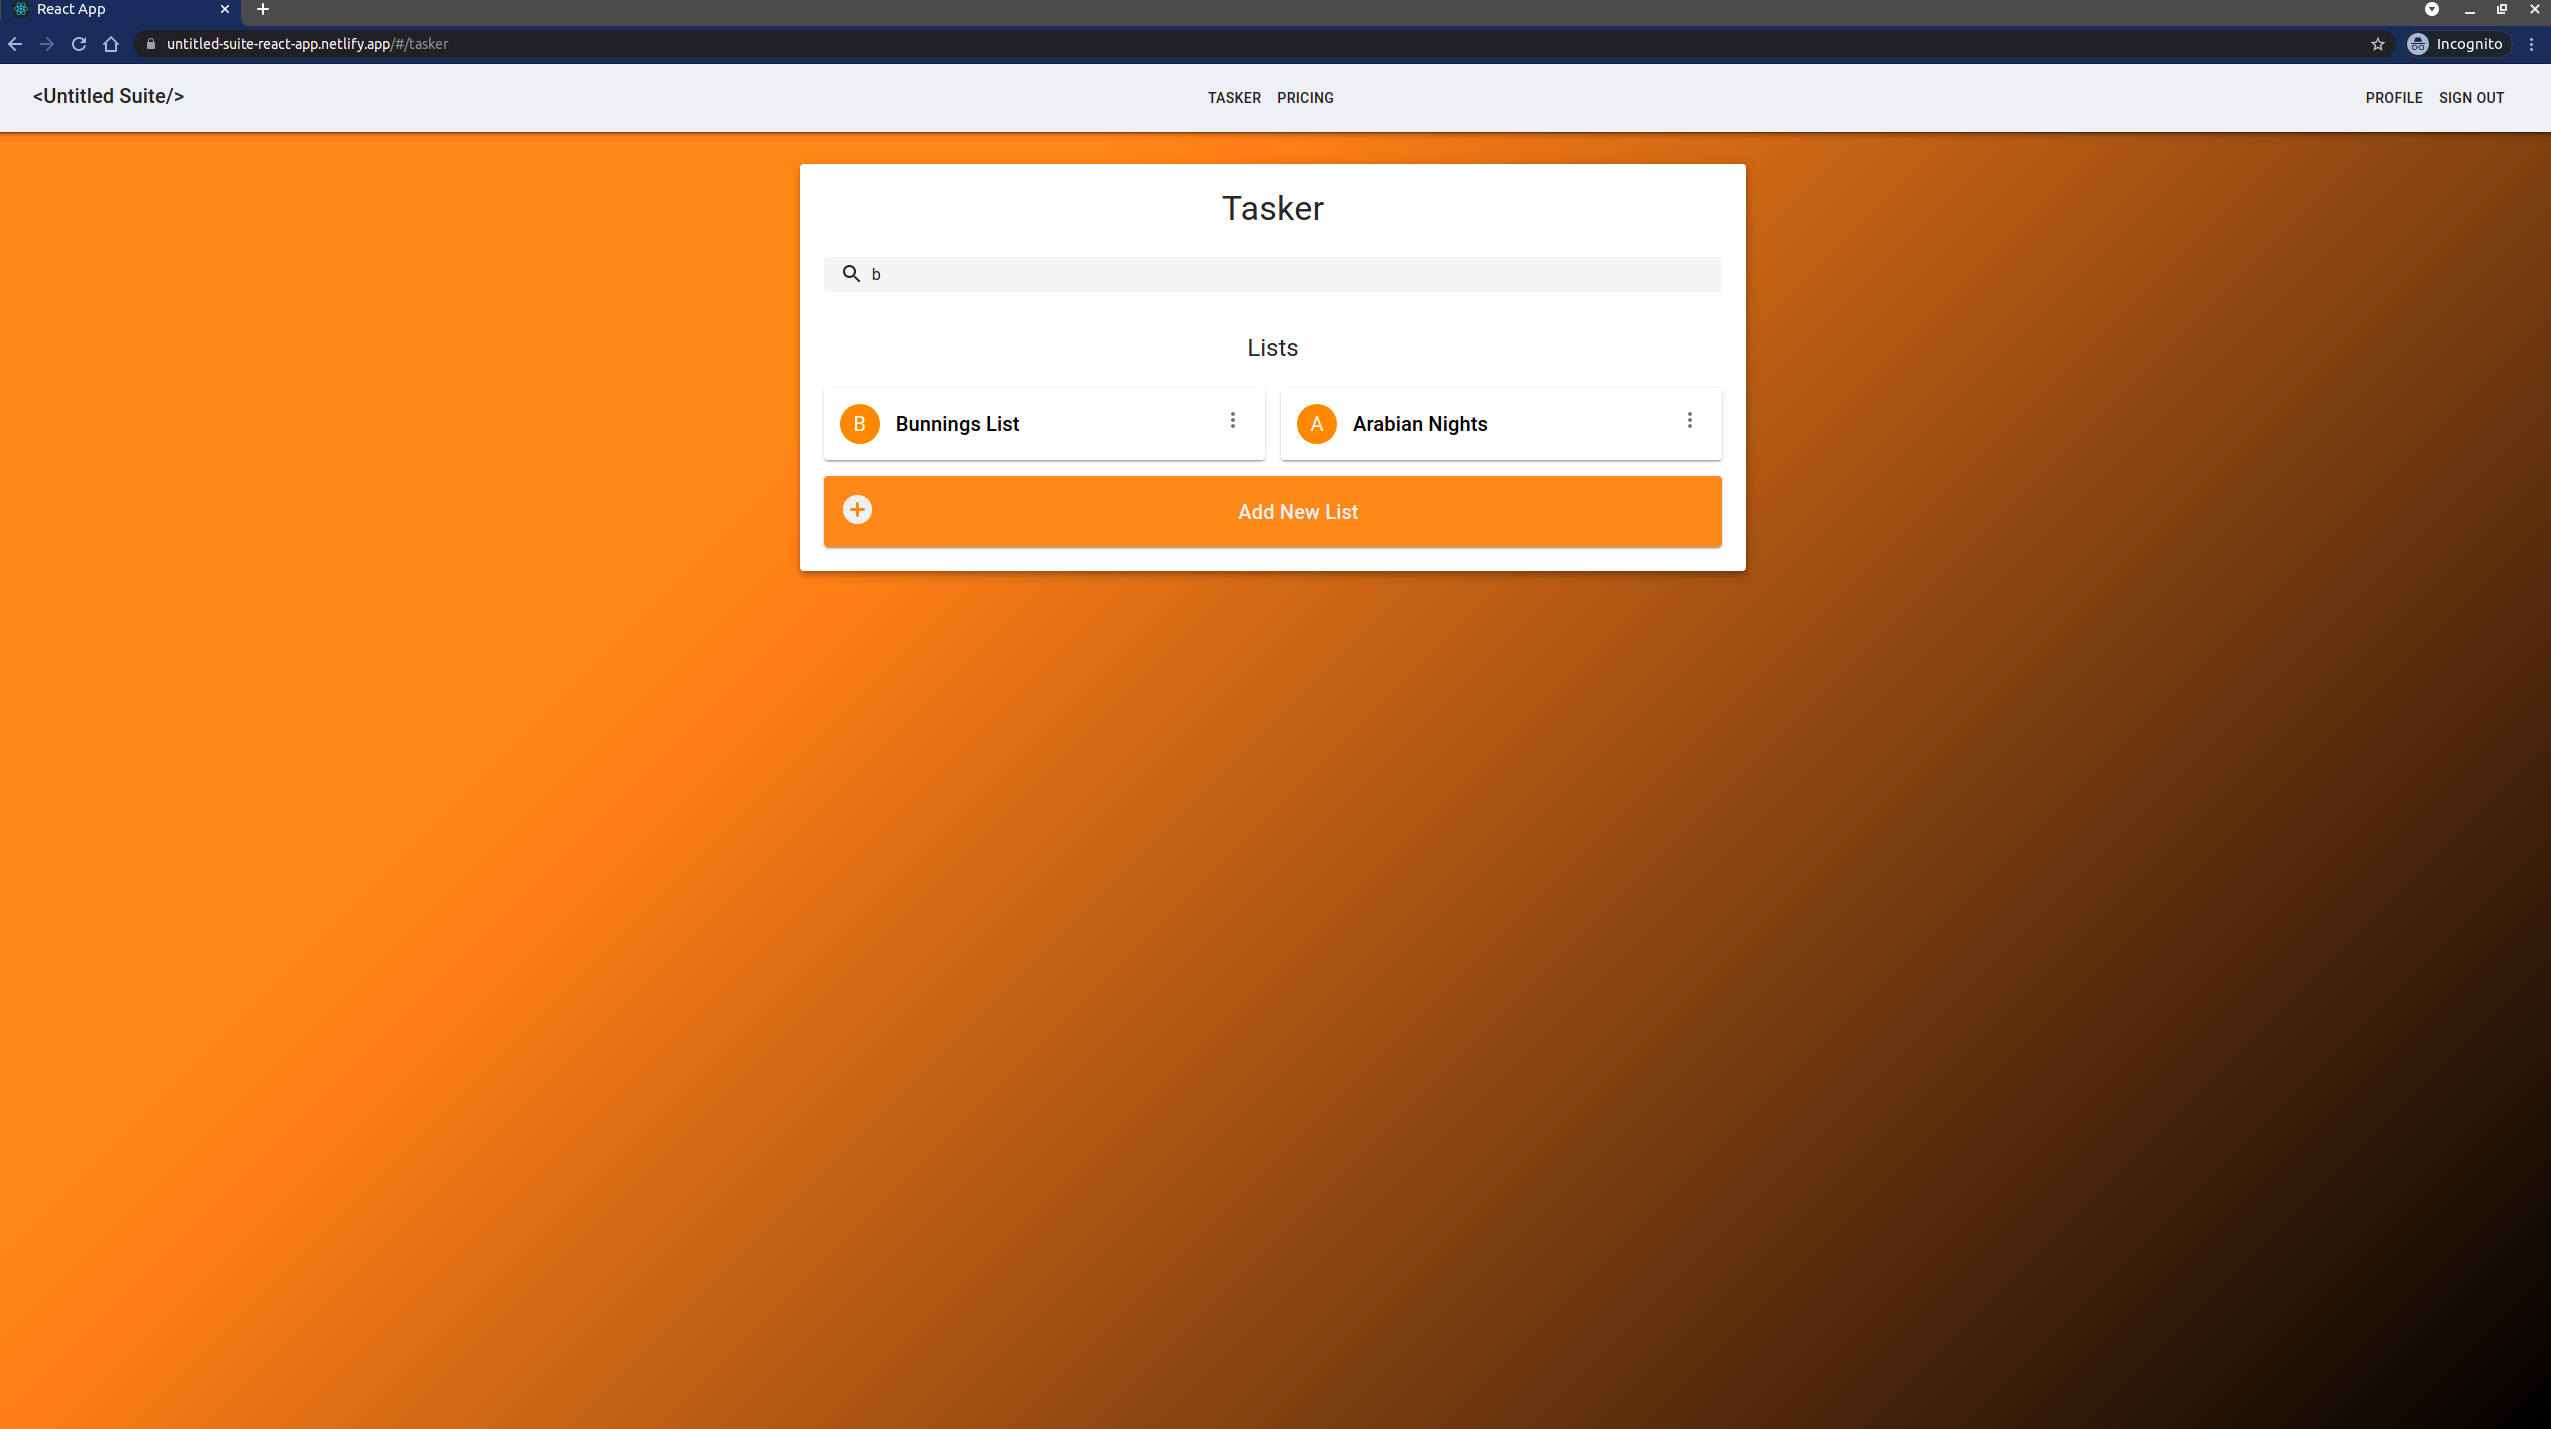 React App
untitled-suite-react-app.netlify.app/#/tasker
Incognito
<Untitled Suite/>
TASKER PRICING
PROFILE SIGN OUT
Tasker
b
Lists
B Bunnings List
A Arabian Nights
Add New List